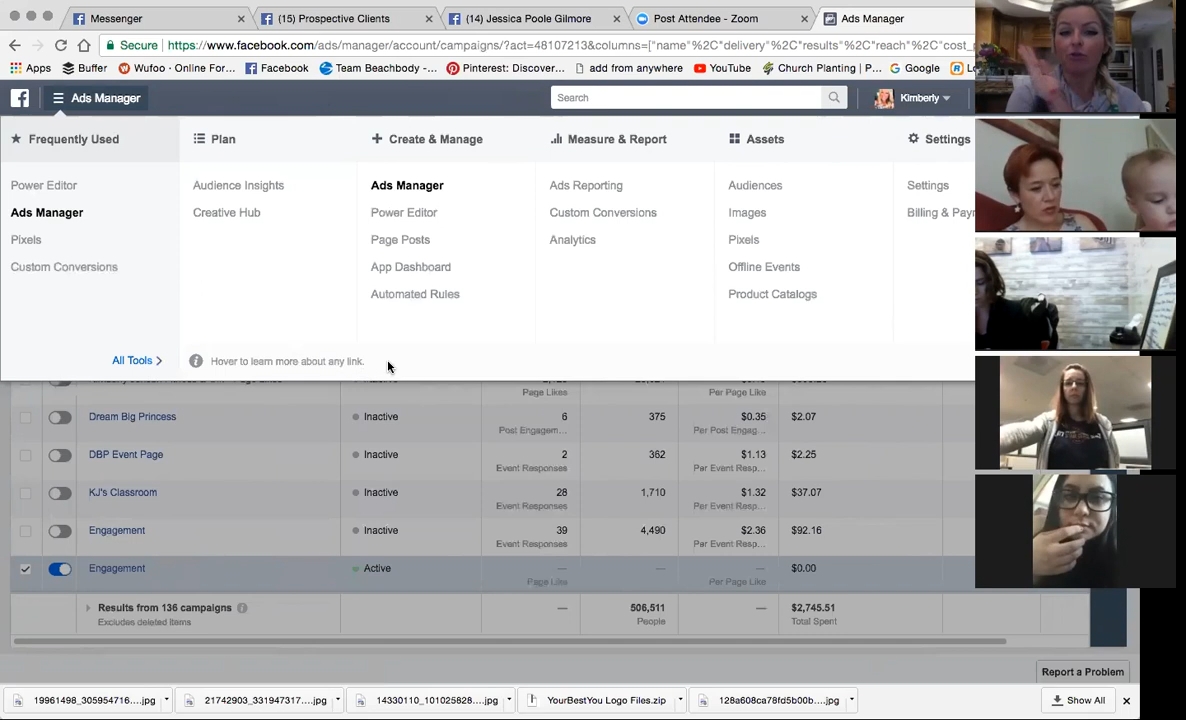 Messenger
(15) Prospective Clients
(14) Jessica Poole Gilmore
Post Attendee - Zoom
Ads Manager
Secure
https://www.facebook.com/ads/manager/account/campaigns/?act=48107213&columns=["name"%2C"delivery"%2C"results"%2C"reach"%2C"cost_
Apps
Buffer
Wufoo - Online For...
Facebook
Team Beachbody -...
Pinterest: Discover...
add from anywhere
YouTube
Church Planting | P...
Google
Ads Manager
Search
Kimberly
Frequently Used
Plan
Create & Manage
Measure & Report
Assets
Settings
Power Editor
Audience Insights
Ads Manager
Ads Reporting
Audiences
Settings
Ads Manager
Creative Hub
Power Editor
Custom Conversions
Images
Billing &
Pixels
Page Posts
Analytics
Pixels
Custom Conversions
App Dashboard
Offline Events
Automated Rules
Product Catalogs
All Tools
Hover to learn more about any link.
Page Likes
Per Page Like
Dream Big Princess
Inactive
6
375
$0.35
$2.07
Post Engagem...
Per Post Engag...
DBP Event Page
Inactive
2
362
$1.13
$2.25
Event Responses
Per Event Resp...
KJ's Classroom
Inactive
28
1,710
$1.32
$37.07
Event Responses
Per Event Resp...
Engagement
Inactive
39
4,490
$2.36
$92.16
Event Responses
Per Event Resp...
Engagement
Active
—
—
—
$0.00
Page Like
Per Page Like
Results from 136 campaigns
—
506,511
—
$2,745.51
Excludes deleted items
People
Total Spent
Report a Problem
19961498_305954716....jpg
21742903_331947317....jpg
14330110_101025828....jpg
YourBestYou Logo Files.zip
128a608ca78fd5b00b....jpg
Show All